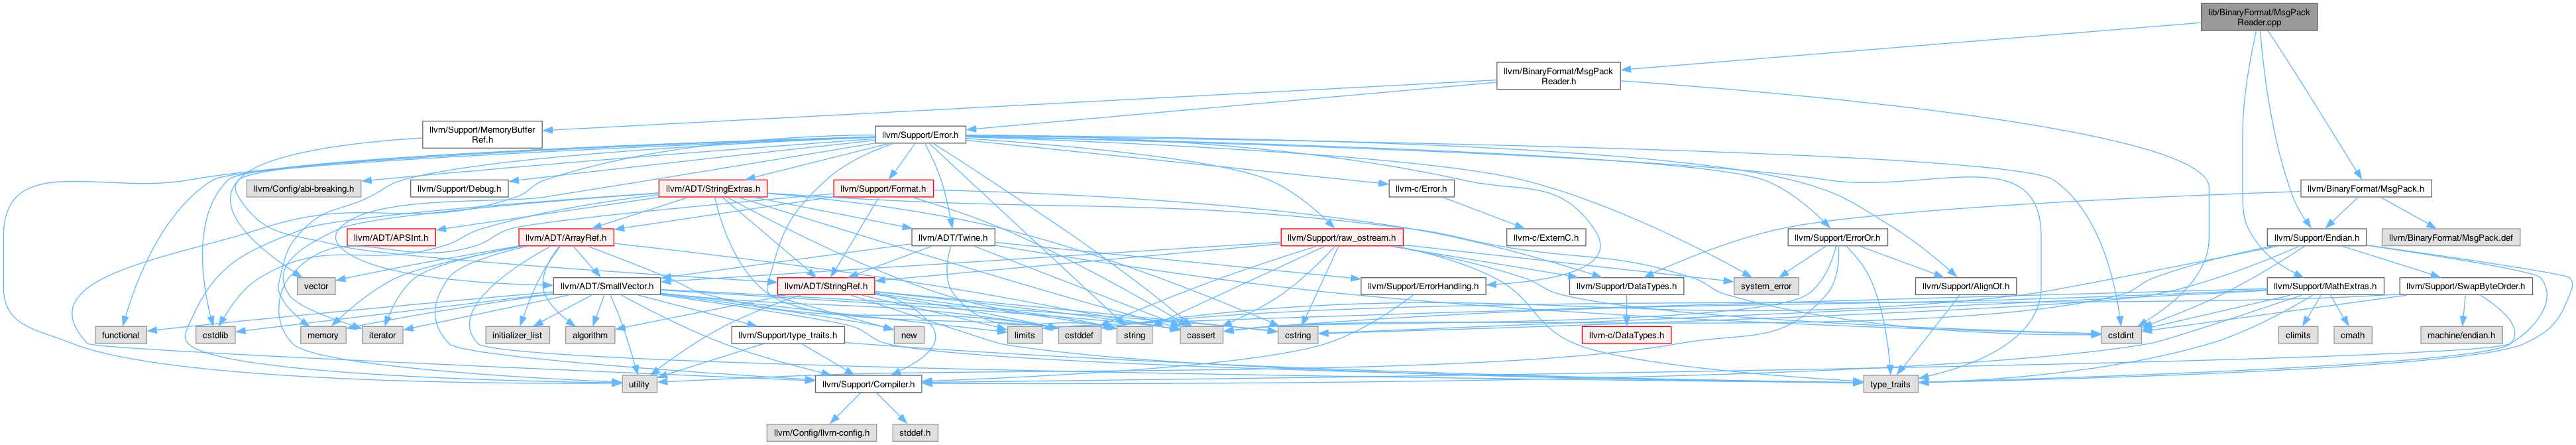 lib/BinaryFormat/MsgPack
Reader.cpp
llvm/BinaryFormat/MsgPack
Reader.h
llvm/Support/MemoryBuffer
Ref.h
llvm/Support/Error.h
llvm/Config/abi-breaking.h
llvm/Support/Debug.h
llvm/ADT/StringExtras.h
llvm/Support/Format.h
llvm-c/Error.h
llvm/BinaryFormat/MsgPack.h
llvm/ADT/APSInt.h
llvm/ADT/ArrayRef.h
llvm/ADT/Twine.h
llvm/Support/raw_ostream.h
llvm-c/ExternC.h
llvm/Support/ErrorOr.h
llvm/Support/Endian.h
llvm/BinaryFormat/MsgPack.def
vector
llvm/ADT/SmallVector.h
llvm/ADT/StringRef.h
llvm/Support/ErrorHandling.h
llvm/Support/DataTypes.h
system_error
llvm/Support/AlignOf.h
llvm/Support/MathExtras.h
llvm/Support/SwapByteOrder.h
functional
cstdlib
memory
iterator
initializer_list
algorithm
llvm/Support/type_traits.h
new
limits
cstddef
string
cassert
cstring
llvm-c/DataTypes.h
cstdint
climits
cmath
machine/endian.h
utility
llvm/Support/Compiler.h
type_traits
llvm/Config/llvm-config.h
stddef.h